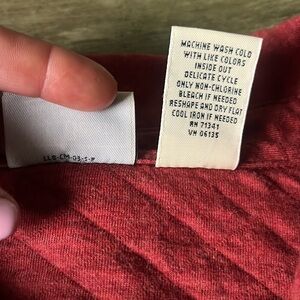 MACHINE WASH COLD
WITH LIKE COLORS
INSIDE OUT
DELICATE CYCLE
ONLY NON-CHLORINE
BLEACH IF NEEDED
RESHAPE AND DRY FLAT
COOL IRON IF NEEDED
RN 71341
VN 06135